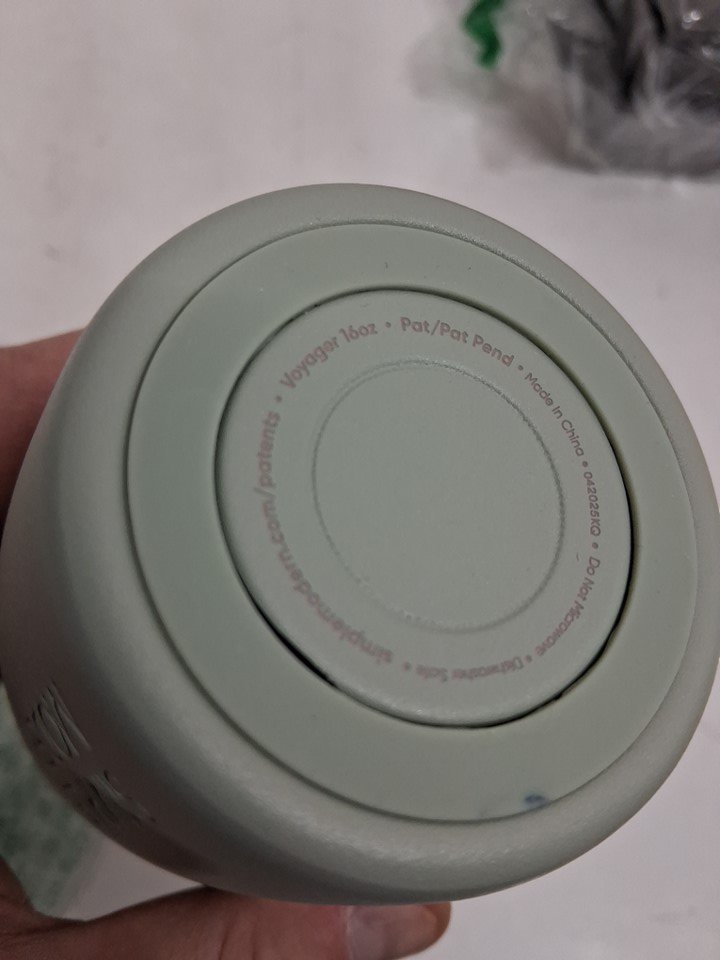 Voyager 16oz • Pat/Pat Pend • Made in China • 042025KQ • Do Not Microwave • Dishwasher Safe • simplemodern.com/patents •